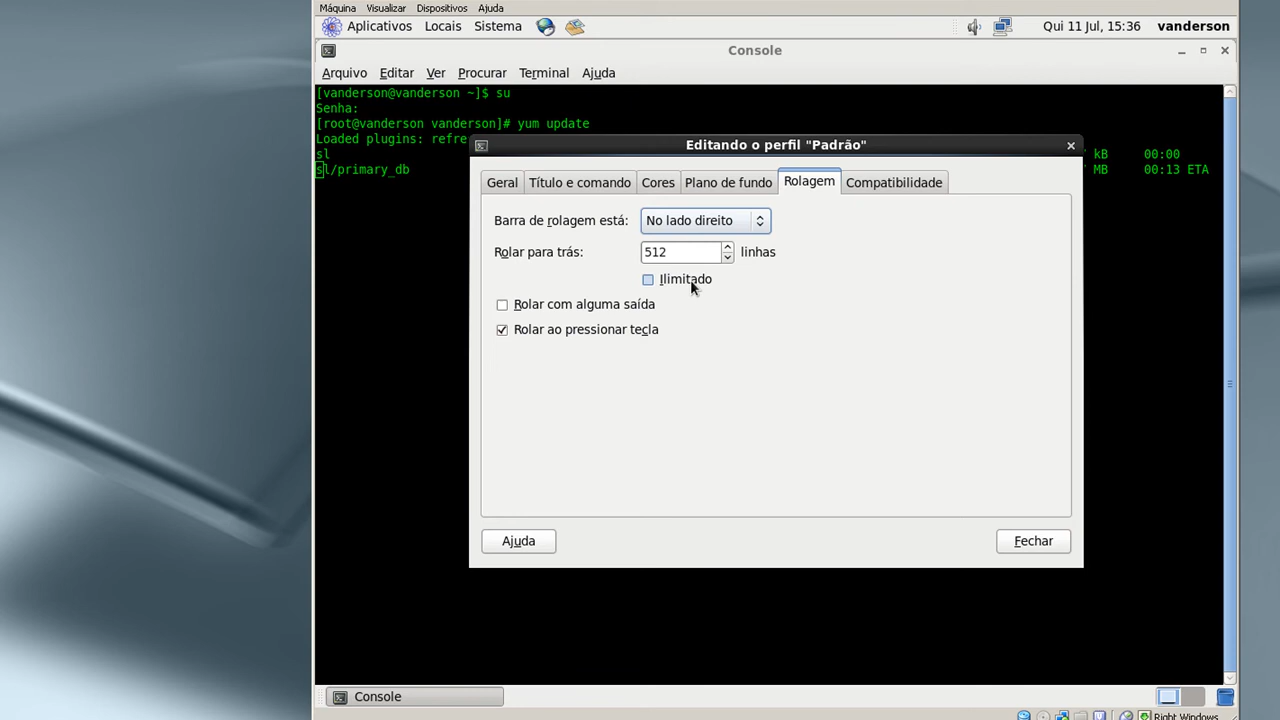 Máquina Visualizar Dispositivos Ajuda
Aplicativos Locais Sistema Qui 11 Jul, 15:36 vanderson
Console
Arquivo Editar Ver Procurar Terminal Ajuda
[vanderson@vanderson ~]$ su
Senha:
[root@vanderson vanderson]# yum update
Loaded plugins: refre
sl kB 00:00
sl/primary_db MB 00:13 ETA
Editando o perfil "Padrão"
Geral Título e comando Cores Plano de fundo Rolagem Compatibilidade
Barra de rolagem está: No lado direito
Rolar para trás: 512 linhas
Ilimitado
Rolar com alguma saída
Rolar ao pressionar tecla
Ajuda Fechar
Console
Right Windows